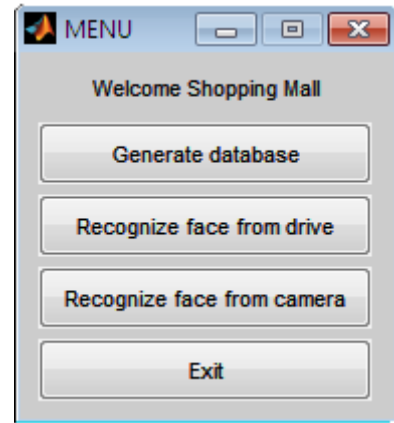 MENU
Welcome Shopping Mall
Generate database
Recognize face from drive
Recognize face from camera
Exit